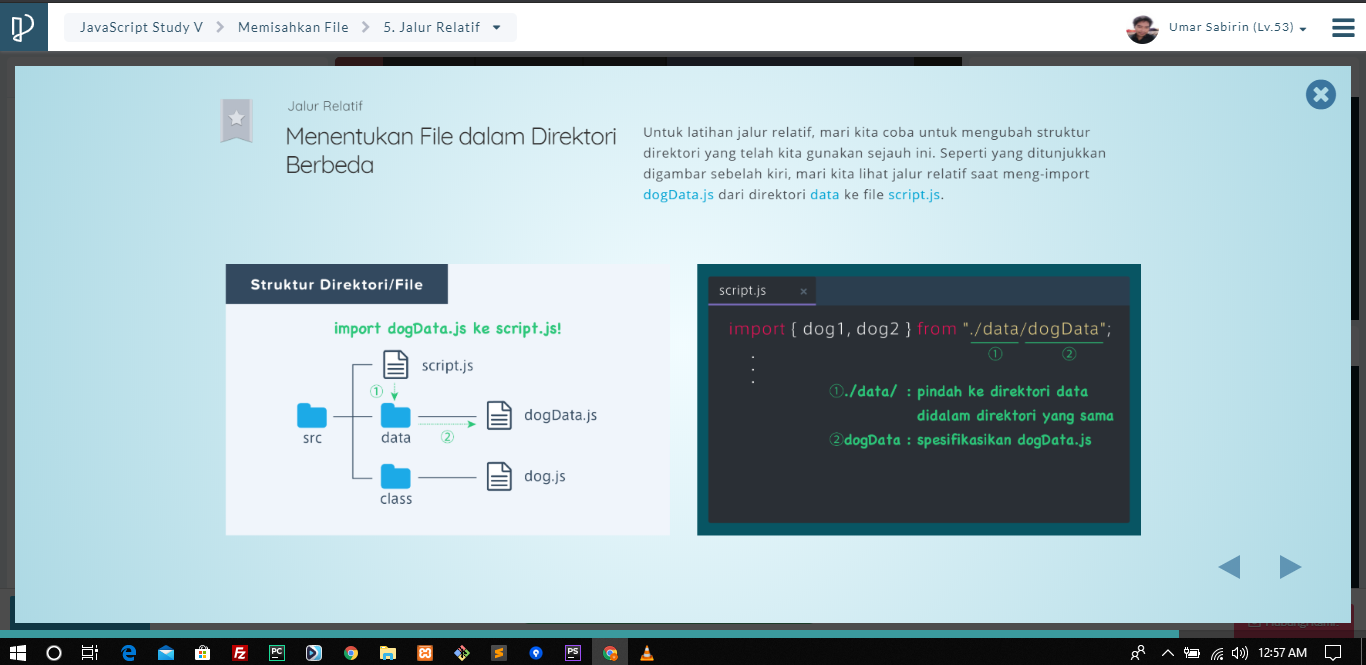 JavaScript Study V > Memisahkan File > 5. Jalur Relatif
Umar Sabirin (Lv.53)
Jalur Relatif
Menentukan File dalam Direktori
Berbeda
Untuk latihan jalur relatif, mari kita coba untuk mengubah struktur
direktori yang telah kita gunakan sejauh ini. Seperti yang ditunjukkan
digambar sebelah kiri, mari kita lihat jalur relatif saat meng-import
dogData.js dari direktori data ke file script.js.
Struktur Direktori/File
import dogData.js ke script.js!
script.js
①
src
data
②
dogData.js
class
dog.js
script.js ×
import { dog1, dog2 } from "./data/dogData";
① ②
①./data/ : pindah ke direktori data
didalam direktori yang sama
②dogData : spesifikasikan dogData.js
12:57 AM